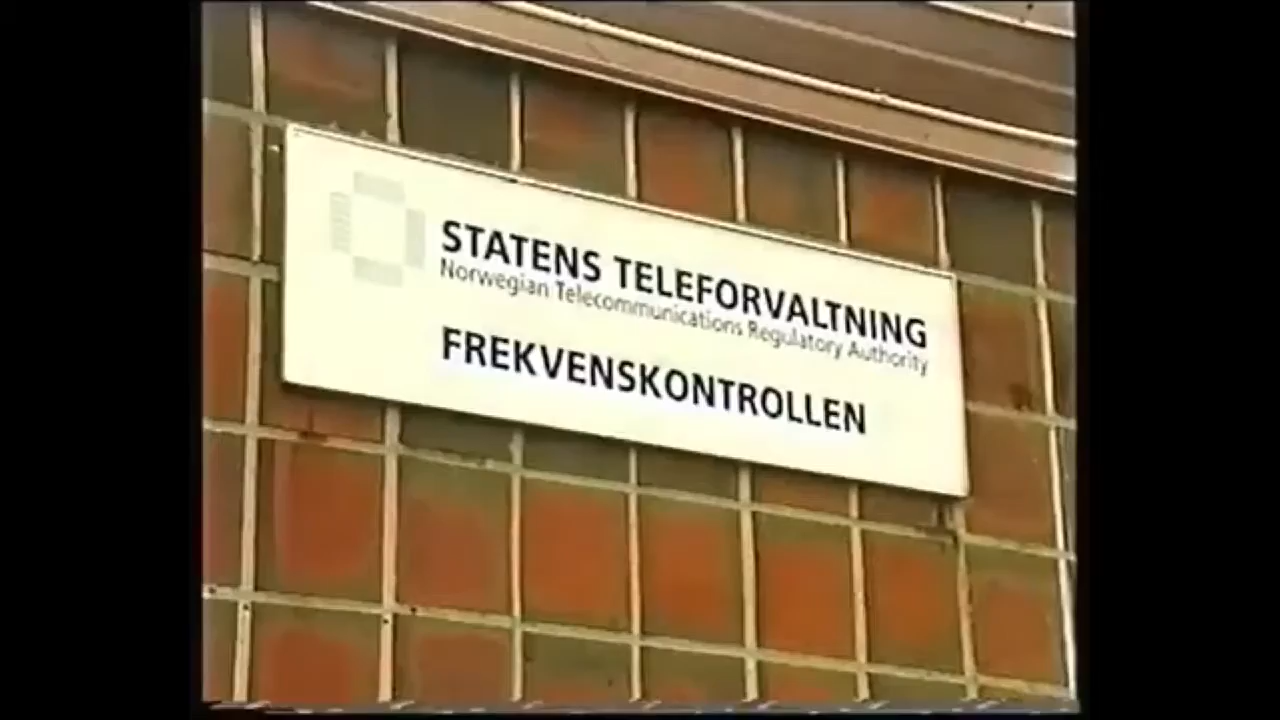 STATENS TELEFORVALTNING
Norwegian Telecommunications Regulatory Authority
FREKVENSKONTROLLEN